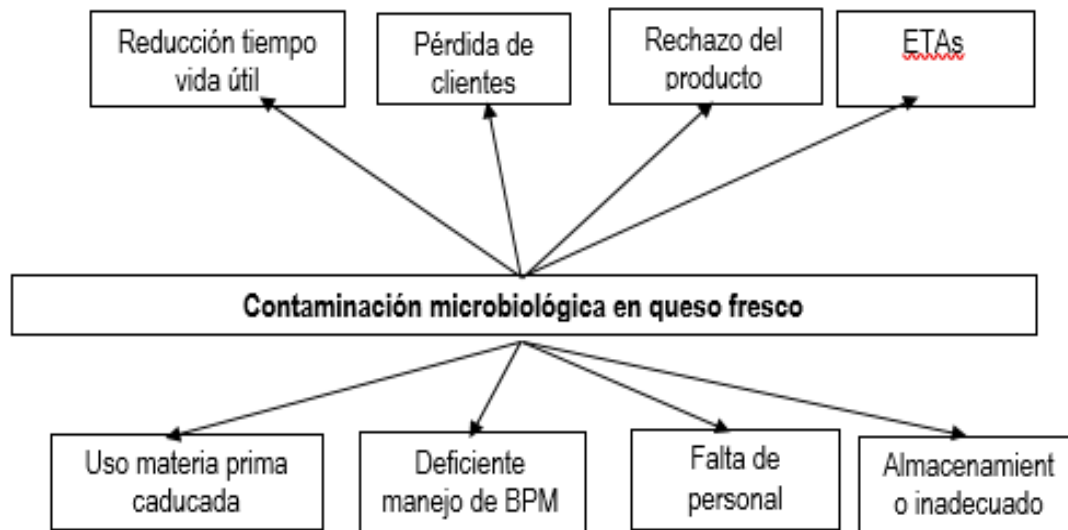 Reducción tiempo
vida útil
Pérdida de
clientes
Rechazo del
producto
ETAs
Contaminación microbiológica en queso fresco
Uso materia prima
caducada
Deficiente
manejo de BPM
Falta de
personal
Almacenamient
o inadecuado